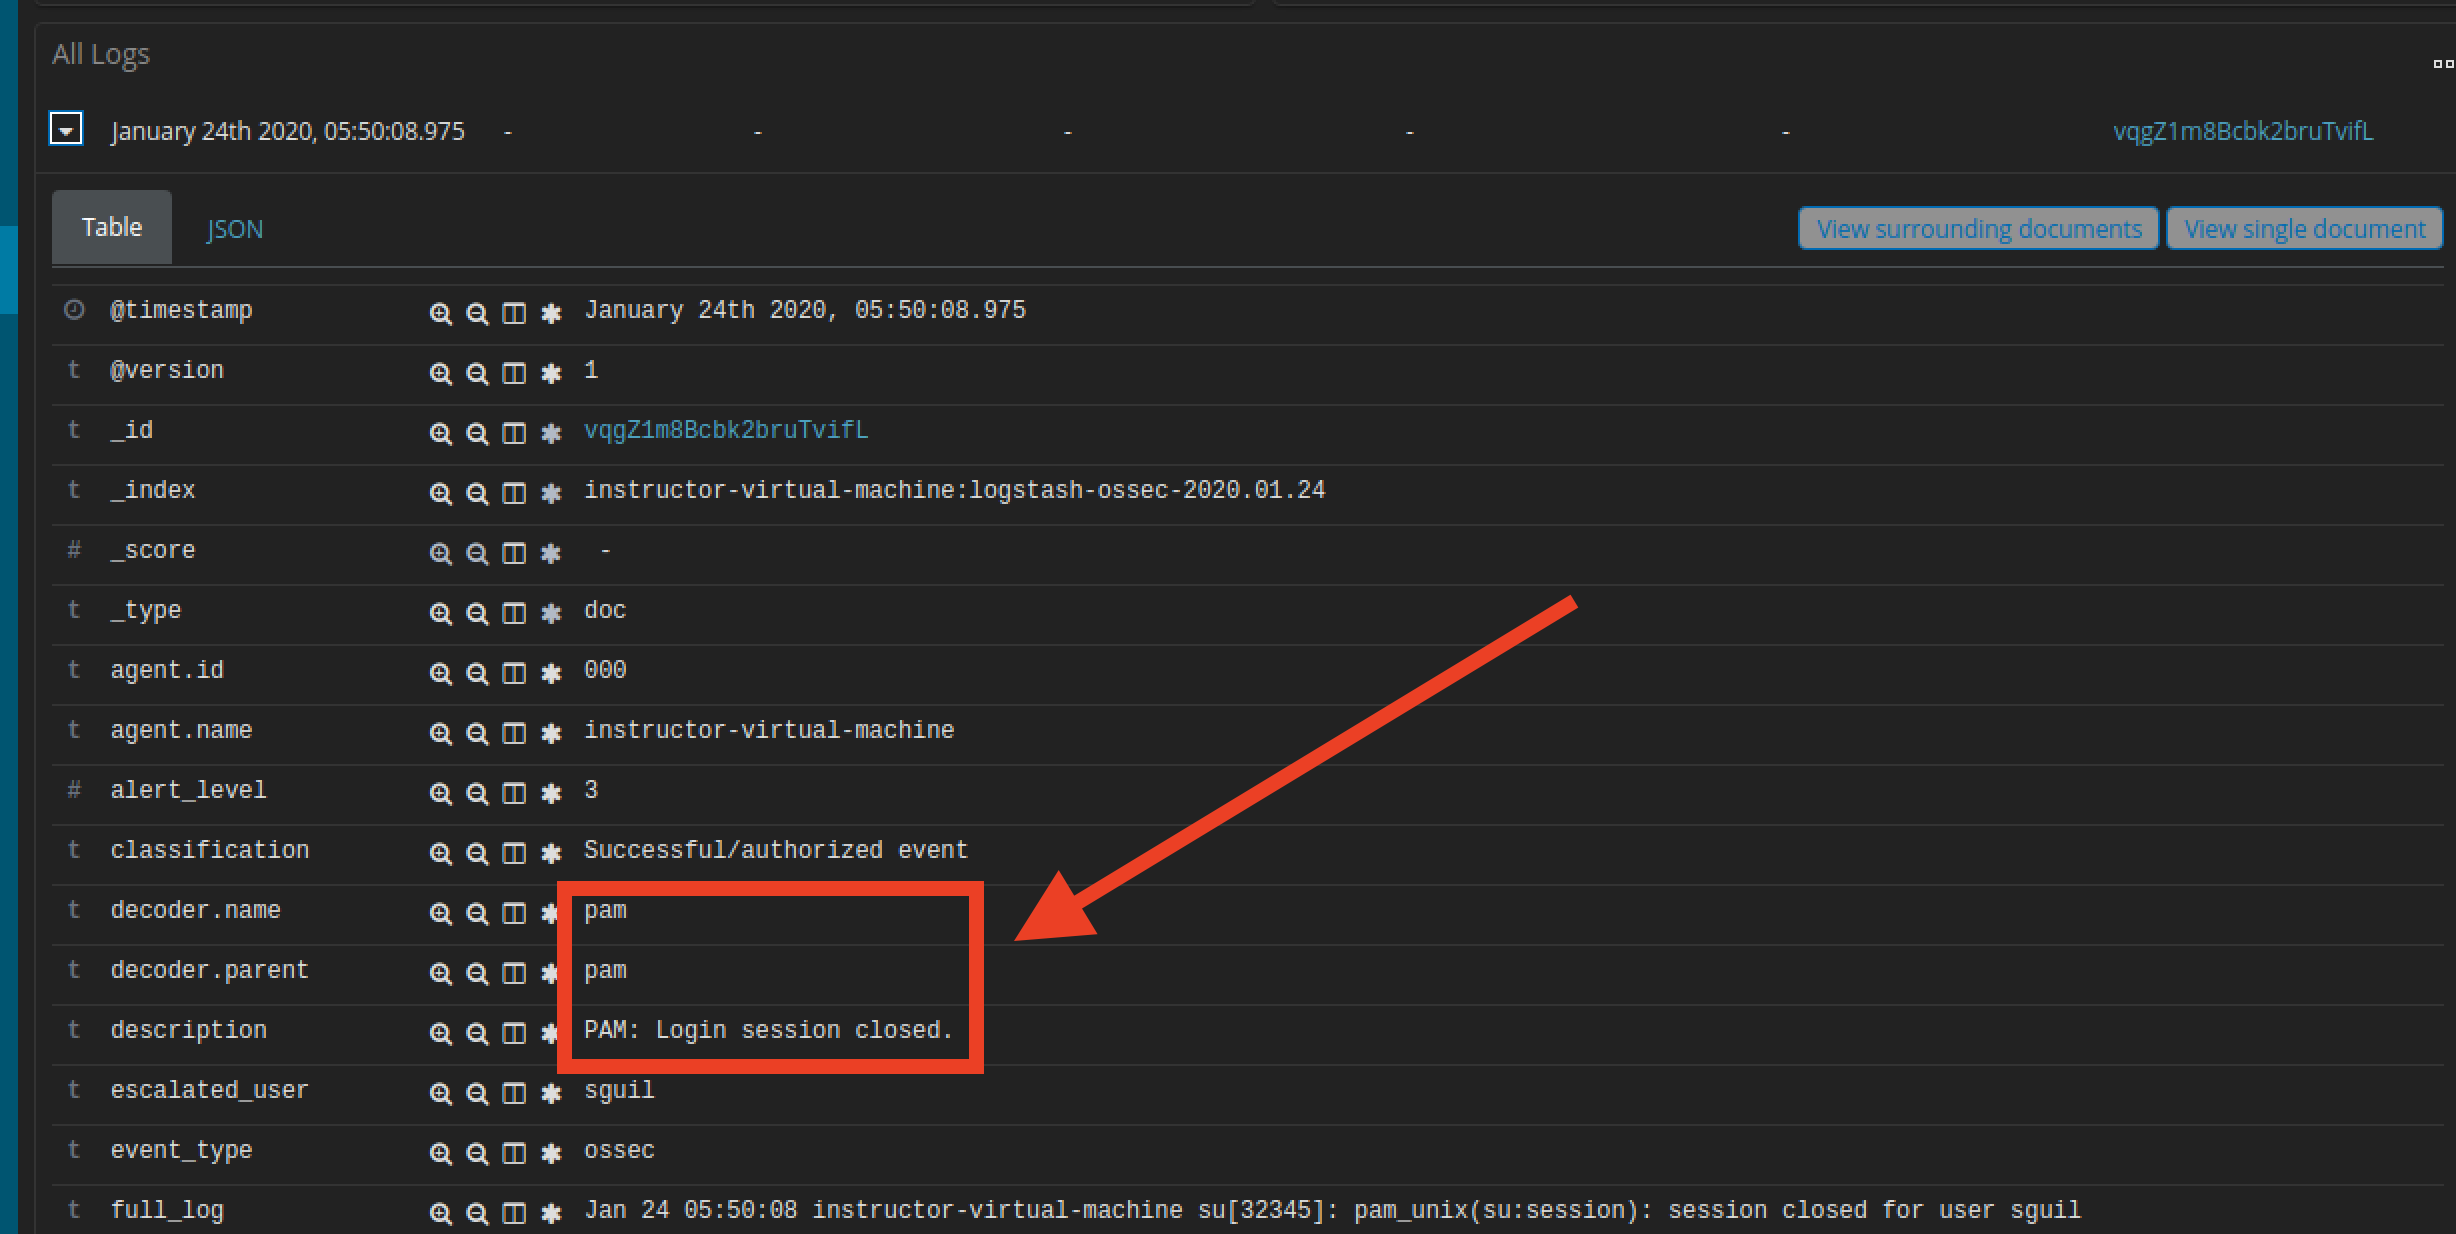 All Logs
January 24th 2020, 05:50:08.975 - - - - - vqgZ1m8Bcbk2bruTvifL
Table JSON View surrounding documents View single document
@timestamp January 24th 2020, 05:50:08.975
t @version 1
t _id vqgZ1m8Bcbk2bruTvifL
t _index instructor-virtual-machine:logstash-ossec-2020.01.24
# _score -
t _type doc
t agent.id 000
t agent.name instructor-virtual-machine
# alert_level 3
t classification Successful/authorized event
t decoder.name pam
t decoder.parent pam
t description PAM: Login session closed.
t escalated_user sguil
t event_type ossec
t full_log Jan 24 05:50:08 instructor-virtual-machine su[32345]: pam_unix(su:session): session closed for user sguil